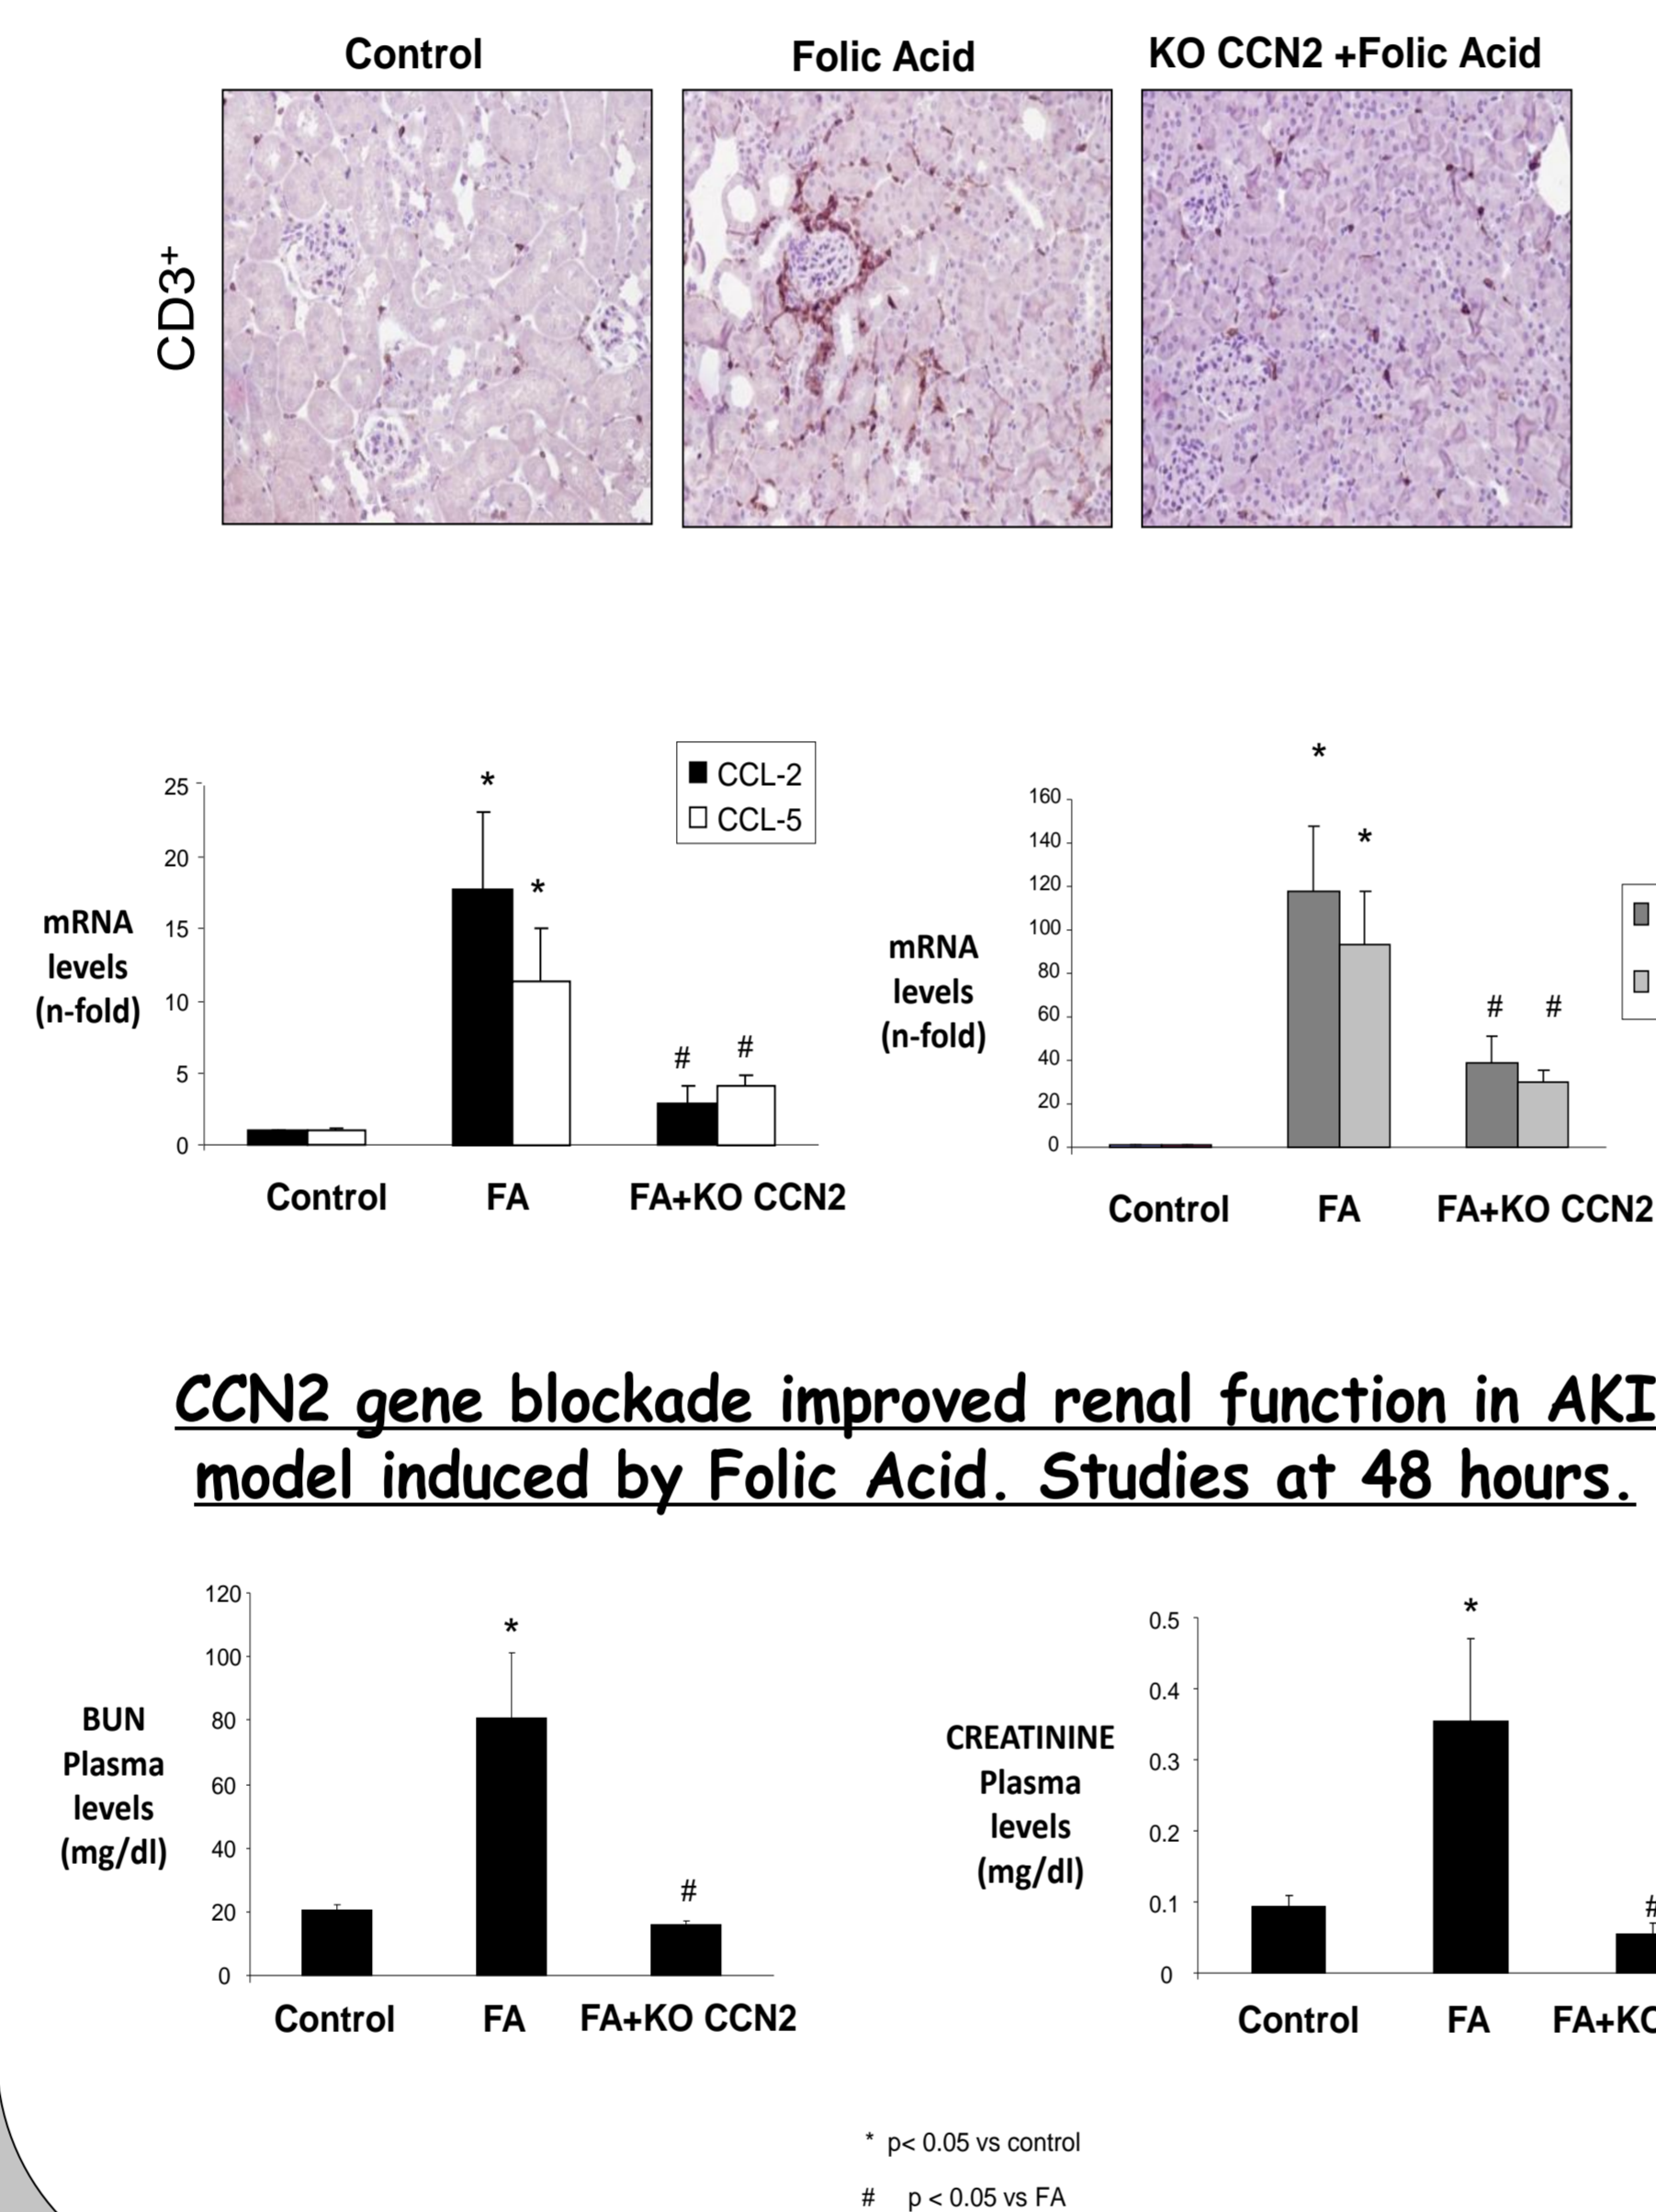 Control
Folic Acid
KO CCN2 +Folic Acid
CD3+
CCL-2
CCL-5
25
20
15
10
5
0
mRNA
levels
(n-fold)
*
*
#
#
Control
FA
FA+KO CCN2
160
140
120
100
80
60
40
20
0
mRNA
levels
(n-fold)
*
*
#
#
Control
FA
FA+KO CCN2
CCN2 gene blockade improved renal function in AKI
model induced by Folic Acid. Studies at 48 hours.
120
100
80
60
40
20
0
BUN
Plasma
levels
(mg/dl)
*
#
Control
FA
FA+KO CCN2
0.5
0.4
0.3
0.2
0.1
0
CREATININE
Plasma
levels
(mg/dl)
*
#
Control
FA
FA+KO
* p< 0.05 vs control
# p < 0.05 vs FA